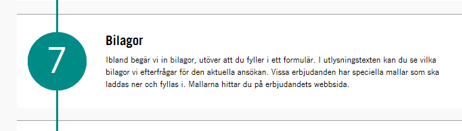 7
Bilagor
Ibland begär vi in bilagor, utöver att du fyller i ett formulär. I utlysningstexten kan du se vilka
bilagor vi efterfrågar för den aktuella ansökan. Vissa erbjudanden har speciella mallar som ska
laddas ner och fyllas i. Mallarna hittar du på erbjudandets webbsida.